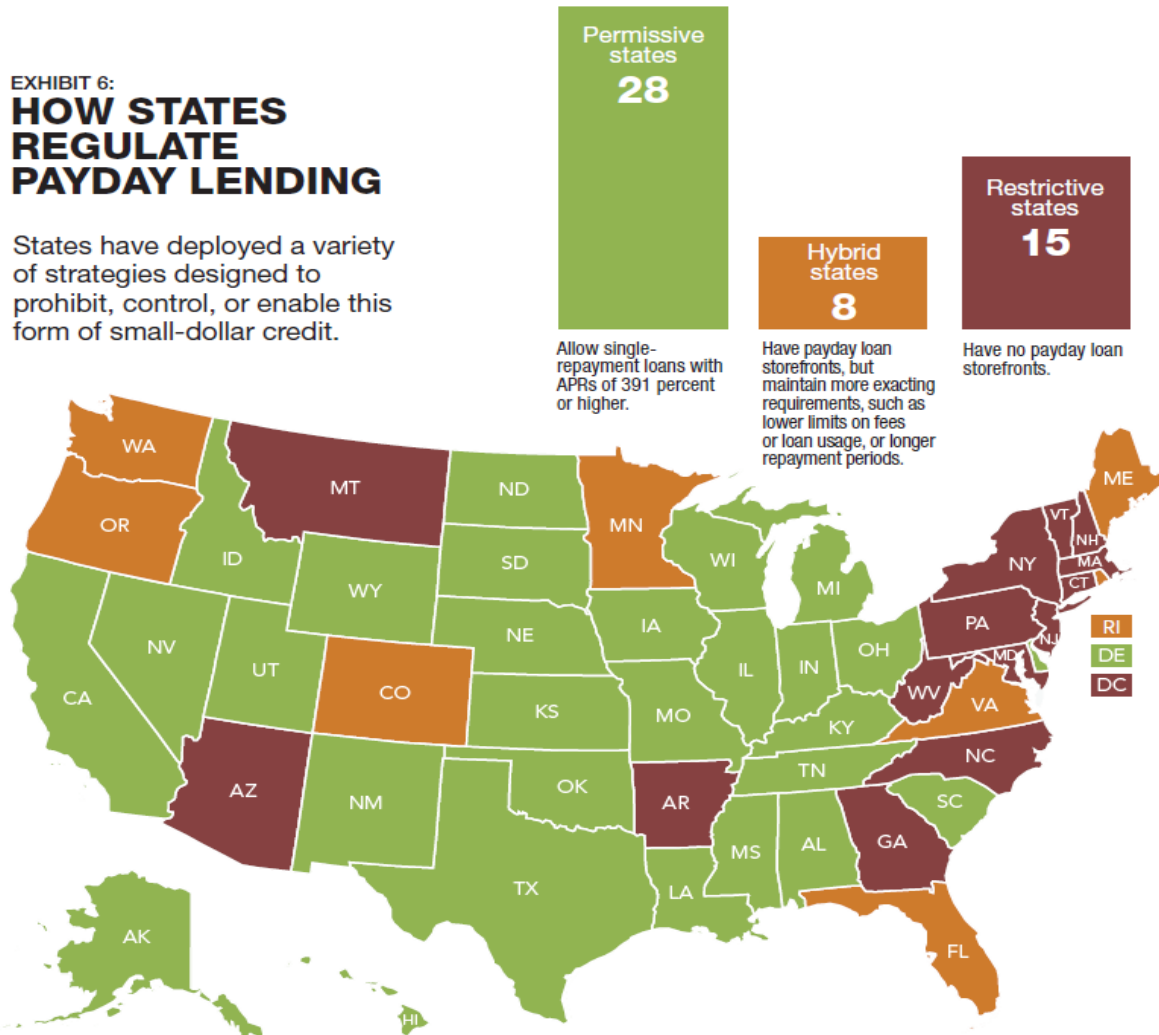 EXHIBIT 6:
HOW STATES
REGULATE
PAYDAY LENDING
States have deployed a variety
of strategies designed to
prohibit, control, or enable this
form of small-dollar credit.
Permissive
states
28
Allow single-
repayment loans with
APRs of 391 percent
or higher.
Hybrid
states
8
Have payday loan
storefronts, but
maintain more exacting
requirements, such as
lower limits on fees
or loan usage, or longer
repayment periods.
Restrictive
states
15
Have no payday loan
storefronts.
WA
MT
ND
MN
ME
OR
ID
SD
WI
VT
NH
WY
MI
NY
MA
CT
NE
IA
PA
NJ
RI
NV
UT
IL
IN
OH
MD
DE
CA
CO
KS
MO
WV
VA
DC
KY
AZ
NM
OK
AR
TN
NC
SC
MS
AL
GA
TX
LA
AK
FL
HI